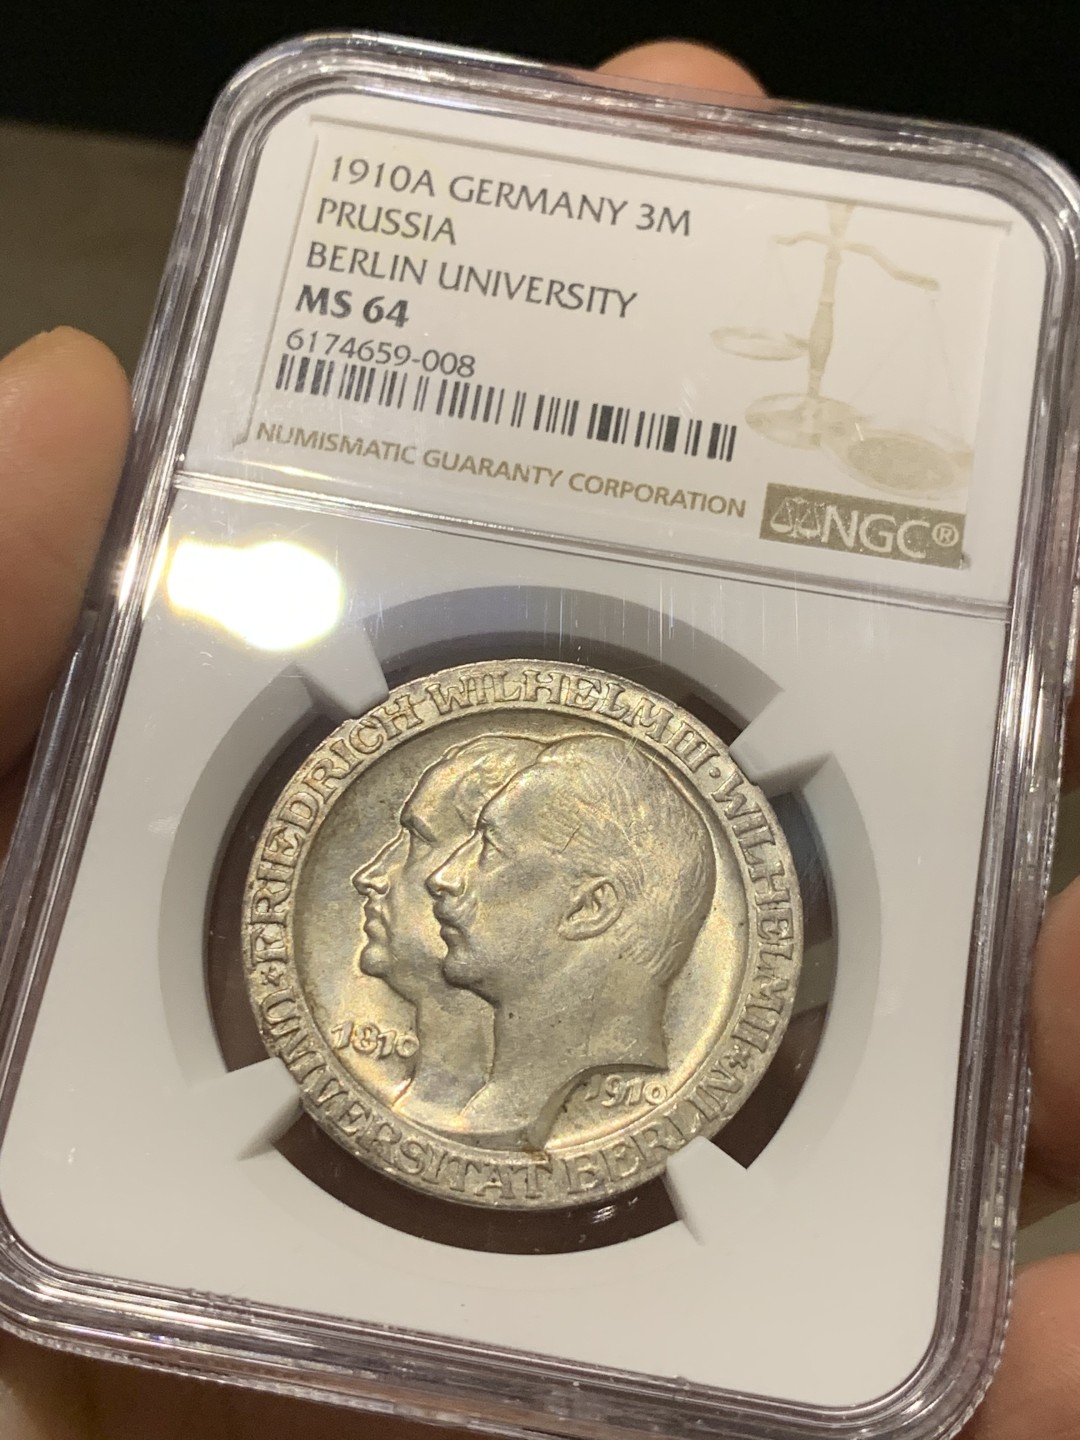 1910A GERMANY 3M
PRUSSIA
BERLIN UNIVERSITY
MS 64
6174659-008
NUMISMATIC GUARANTY CORPORATION
NGC®
FRIEDRICH WILHELM III · WILHELM II
UNIVERSITÄT BERLIN
1810
1910